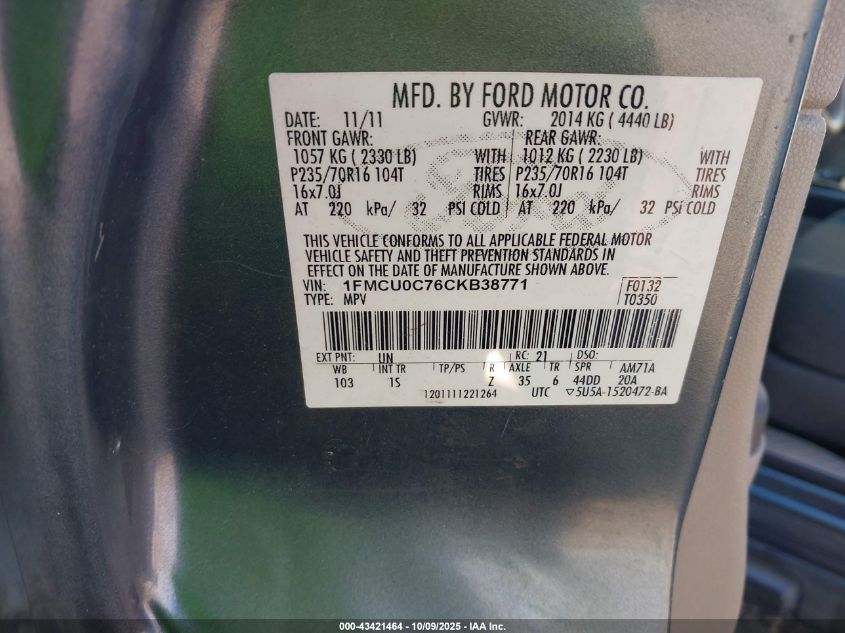 MFD. BY FORD MOTOR CO.
DATE: 11/11 GVWR: 2014 KG ( 4440 LB)
FRONT GAWR: REAR GAWR:
1057 KG ( 2330 LB) WITH 1012 KG ( 2230 LB) WITH
P235/70R16 104T TIRES P235/70R16 104T TIRES
16x7.0J RIMS 16x7.0J RIMS
AT 220 kPa/ 32 PSI COLD AT 220 kPa/ 32 PSI COLD
THIS VEHICLE CONFORMS TO ALL APPLICABLE FEDERAL MOTOR
VEHICLE SAFETY AND THEFT PREVENTION STANDARDS IN
EFFECT ON THE DATE OF MANUFACTURE SHOWN ABOVE.
VIN: 1FMCU0C76CKB38771 F0132
TYPE: MPV T0350
EXT PNT: UN RC: 21 DSO:
WB INT TR TP/PS R AXLE TR SPR AM71A
103 1S Z 35 6 44DD 20A
1201111221264 UTC ▽5U5A-1520472-BA
000-43421464 - 10/09/2025 - IAA Inc.